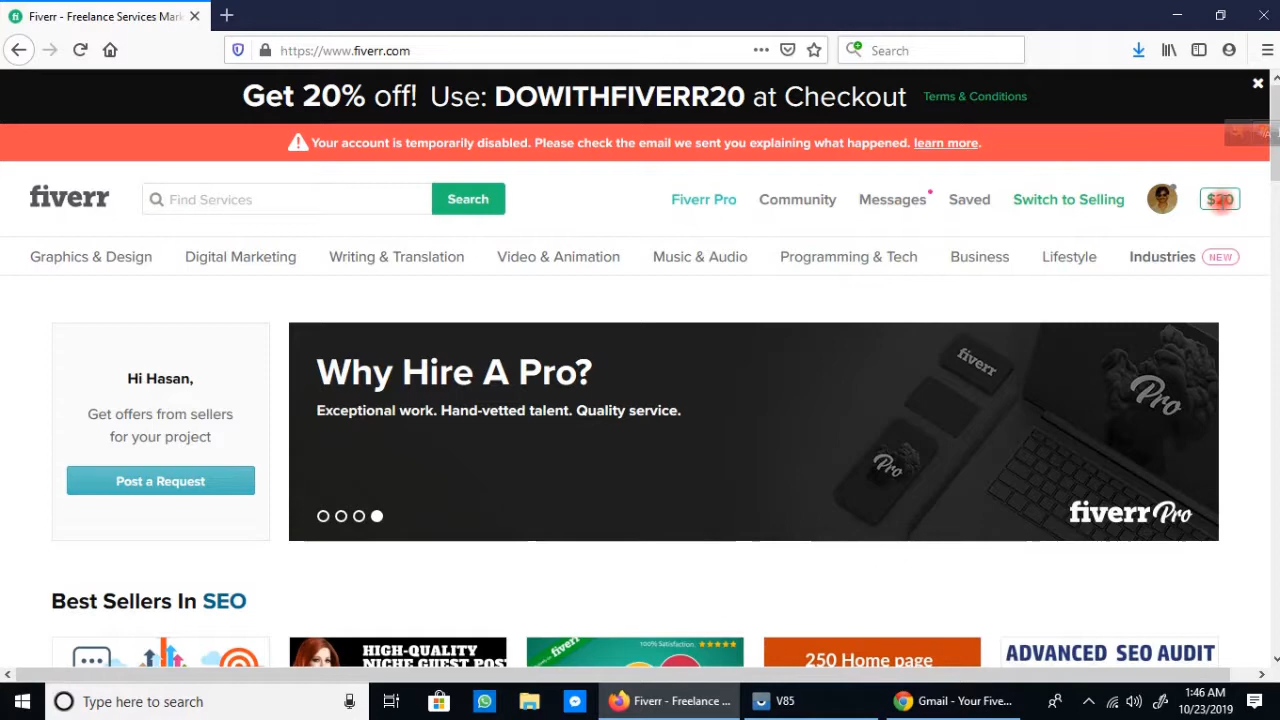 Fiverr - Freelance Services Mark
https://www.fiverr.com
Search
Get 20% off! Use: DOWITHFIVERR20 at Checkout Terms & Conditions
Your account is temporarily disabled. Please check the email we sent you explaining what happened. learn more.
fiverr
Find Services
Search
Fiverr Pro
Community
Messages
Saved
Switch to Selling
$20
Graphics & Design
Digital Marketing
Writing & Translation
Video & Animation
Music & Audio
Programming & Tech
Business
Lifestyle
Industries NEW
Hi Hasan,
Get offers from sellers
for your project
Post a Request
Why Hire A Pro?
Exceptional work. Hand-vetted talent. Quality service.
fiverr
Pro
Pro
fiverr Pro
Best Sellers In SEO
HIGH-QUALITY
NICHE GUEST POS
fiverr
100% Satisfaction
250 Home page
ADVANCED SEO AUDIT
Type here to search
Fiverr - Freelance ...
V85
Gmail - Your Five...
1:46 AM
10/23/2019